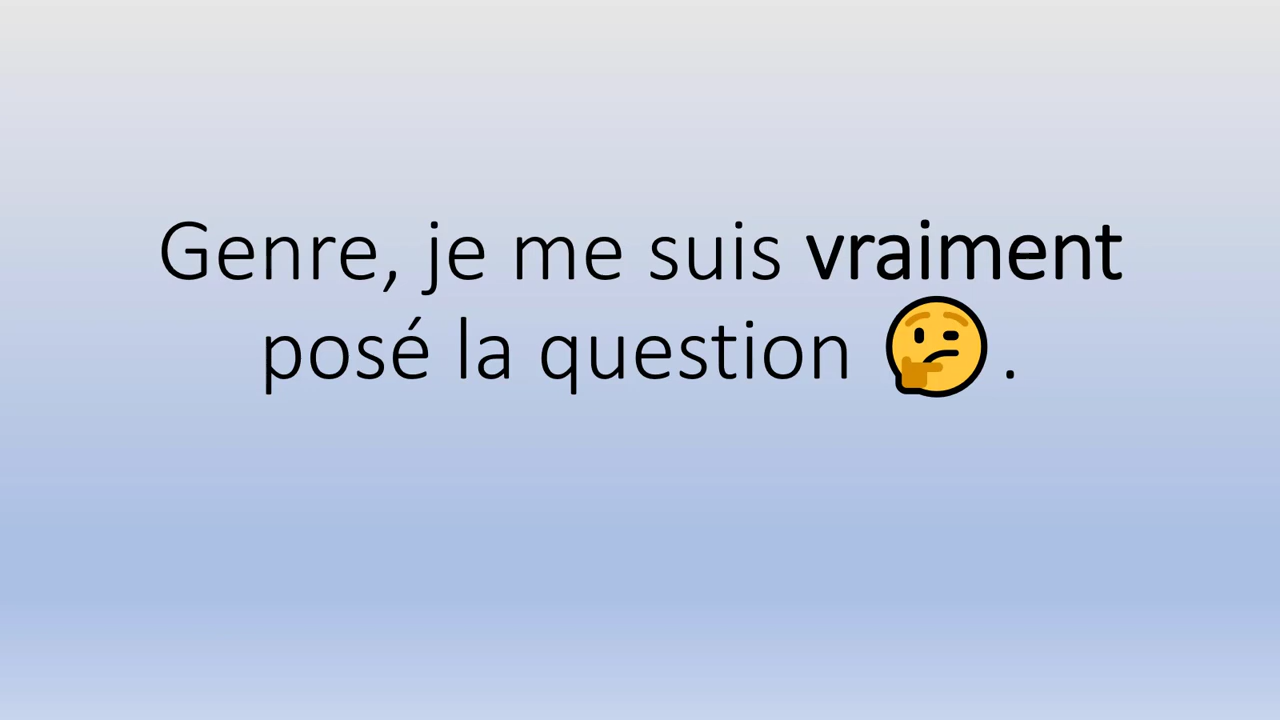 Genre, je me suis vraiment
posé la question 🤔.